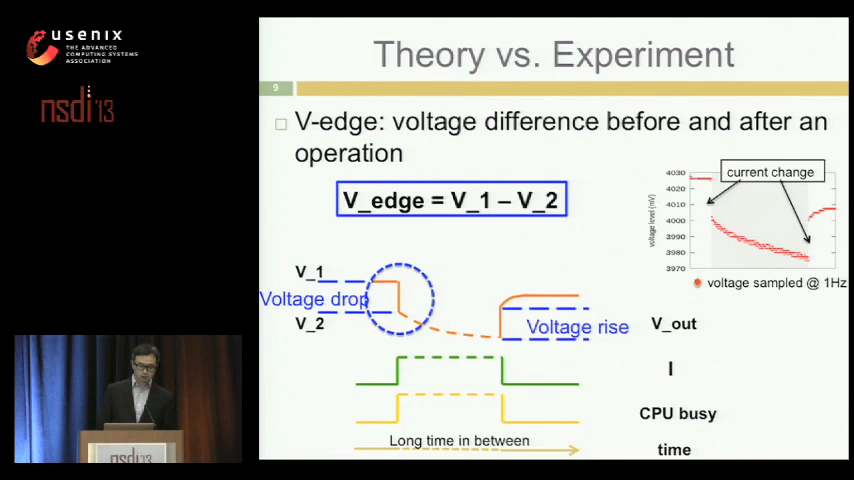 usenix
THE ADVANCED
COMPUTING SYSTEMS
ASSOCIATION
nsdi'13
Theory vs. Experiment
9
V-edge: voltage difference before and after an
operation
V_edge = V_1 – V_2
current change
4030
4020
4010
4000
3990
3980
3970
voltage level (mV)
voltage sampled @ 1Hz
V_1
Voltage drop
V_2
Voltage rise
V_out
I
CPU busy
Long time in between
time
nsdi'13